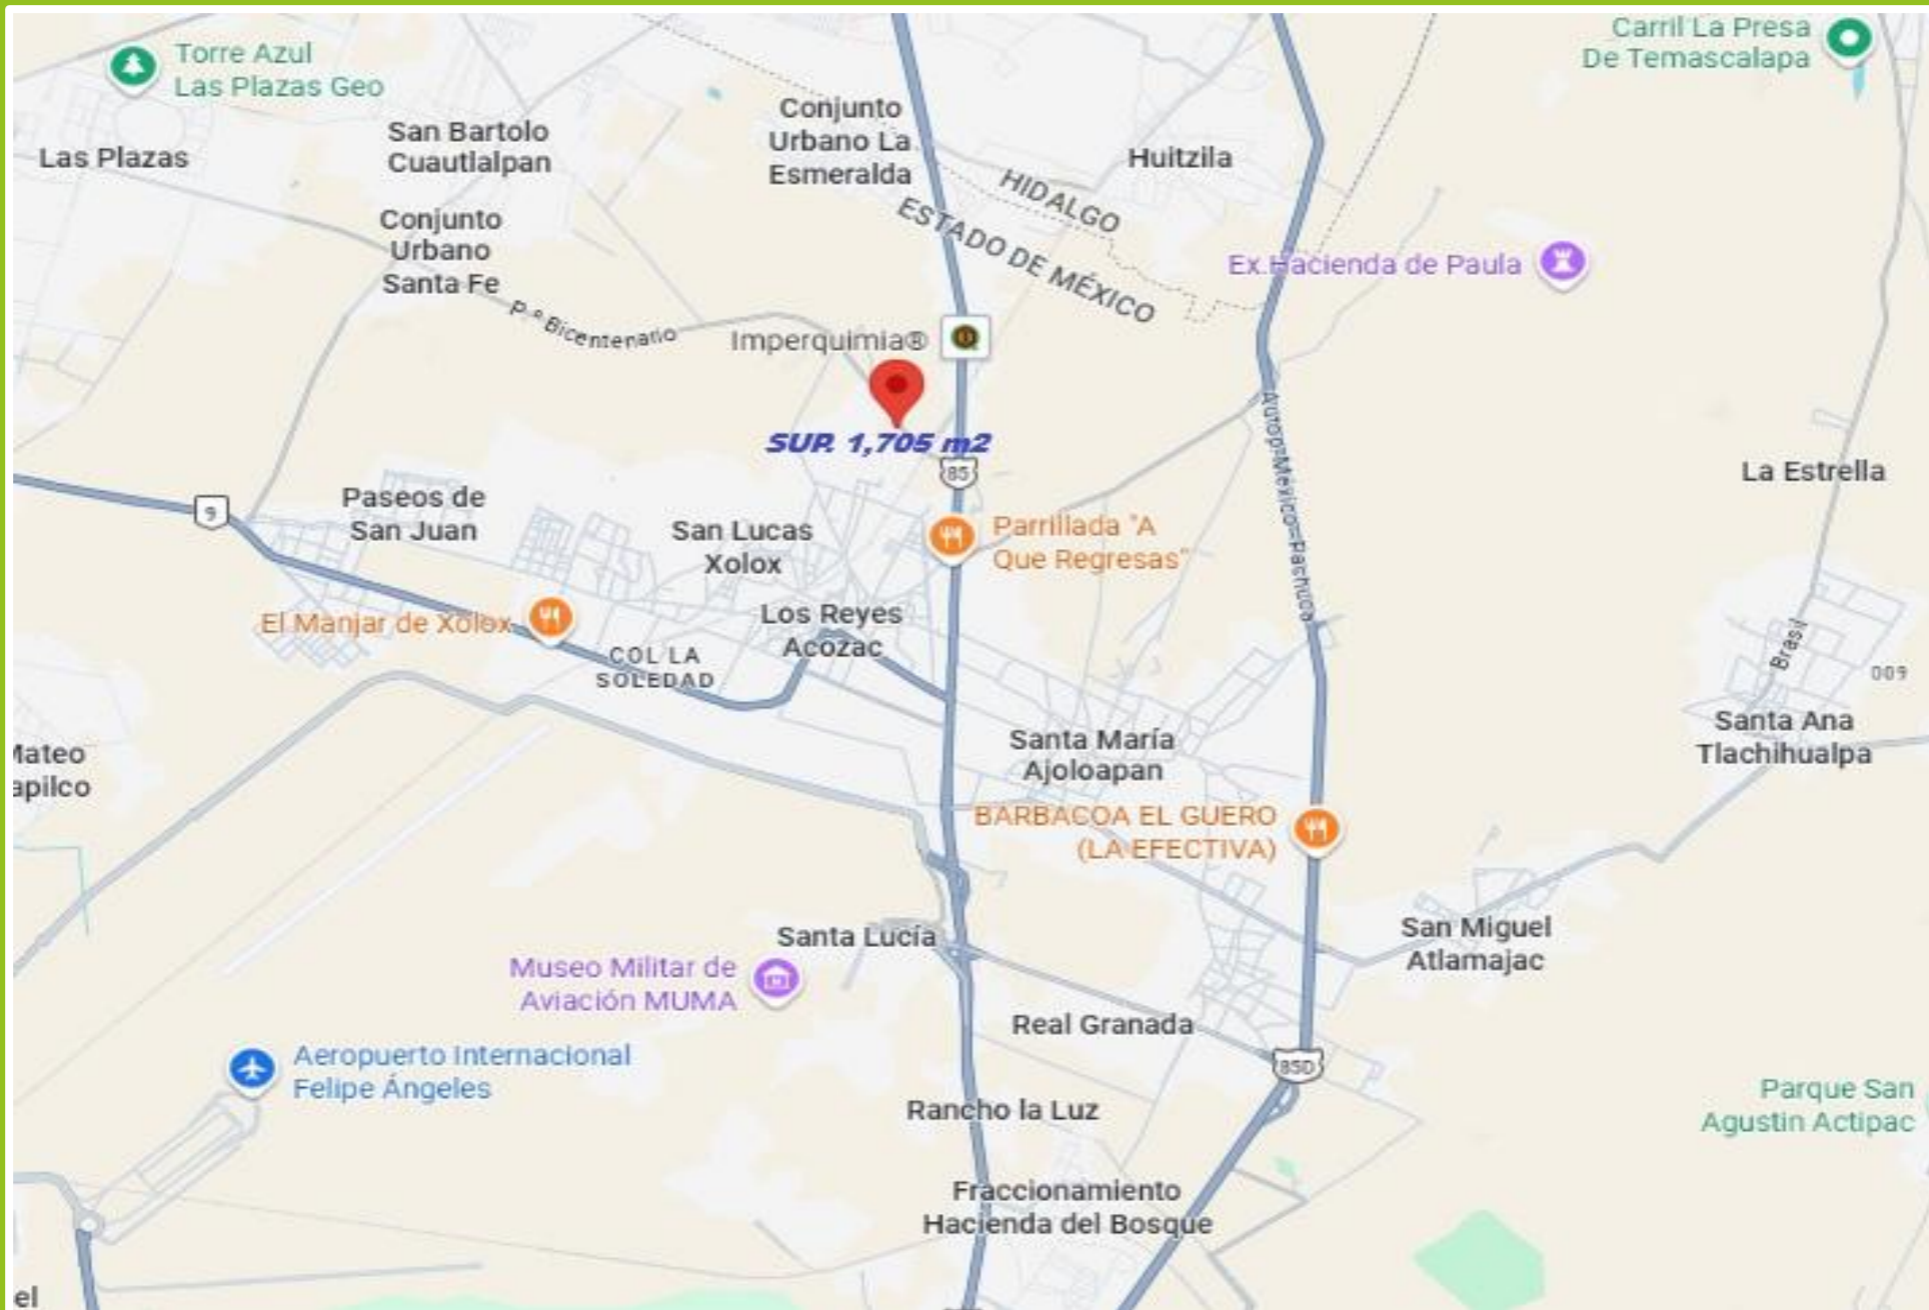 Torre Azul
Las Plazas Geo
Carril La Presa
De Temascalapa
San Bartolo
Cuautlalpan
Las Plazas
Conjunto
Urbano La
Esmeralda
Huitzila
HIDALGO
ESTADO DE MÉXICO
Conjunto
Urbano
Santa Fe
P.º Bicentenario
Ex.Hacienda de Paula
Imperquimia®
SUP. 1,705 m2
85
Autop. México-Pachuca
La Estrella
9
Paseos de
San Juan
San Lucas
Xolox
Parrillada "A
Que Regresas"
El Manjar de Xolox
Los Reyes
Acozac
COL LA
SOLEDAD
Brasil
009
Santa Ana
Tlachihualpa
Mateo
apilco
Santa María
Ajoloapan
BARBACOA EL GUERO
(LA EFECTIVA)
Santa Lucía
San Miguel
Atlamajac
Museo Militar de
Aviación MUMA
Real Granada
85D
Aeropuerto Internacional
Felipe Ángeles
Rancho la Luz
Parque San
Agustin Actipac
Fraccionamiento
Hacienda del Bosque
el